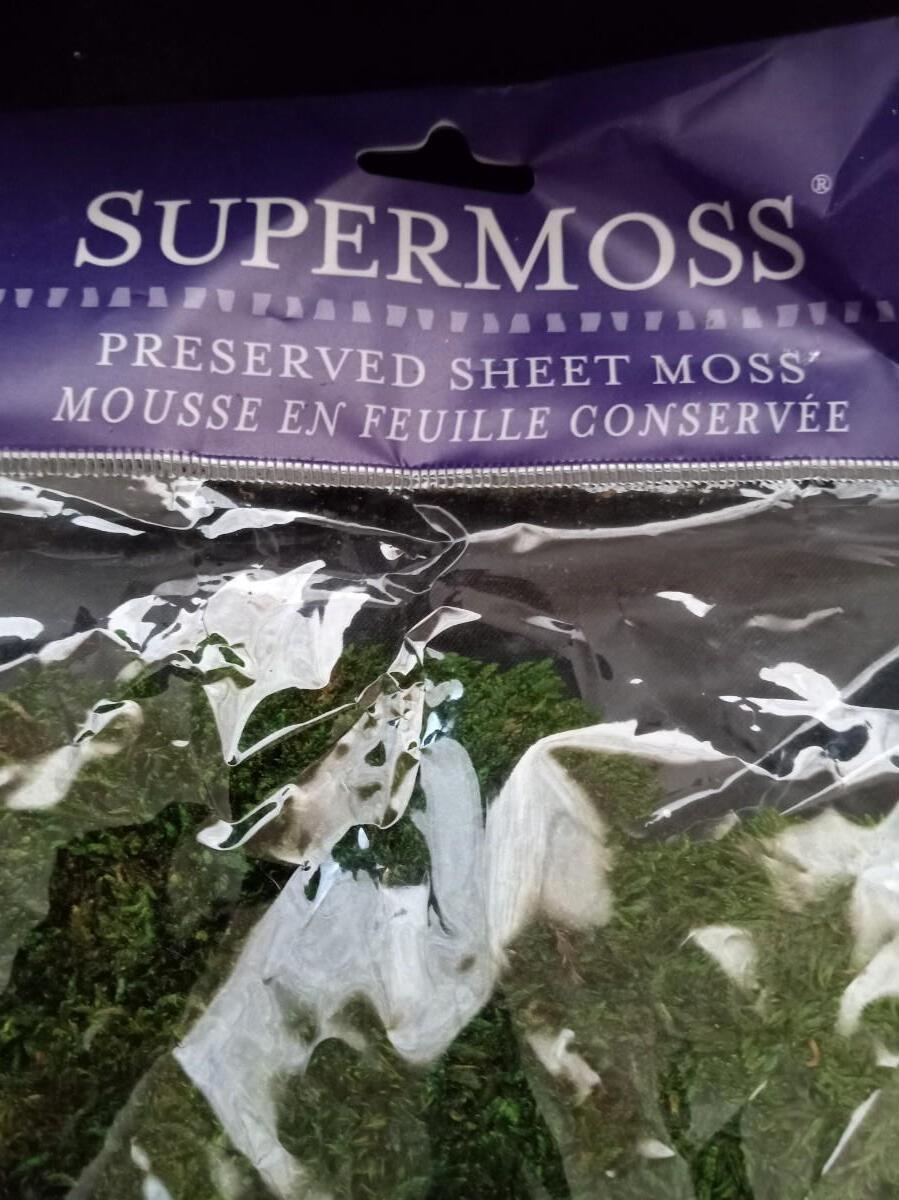 SUPERMOSS®
PRESERVED SHEET MOSS
MOUSSE EN FEUILLE CONSERVÉE